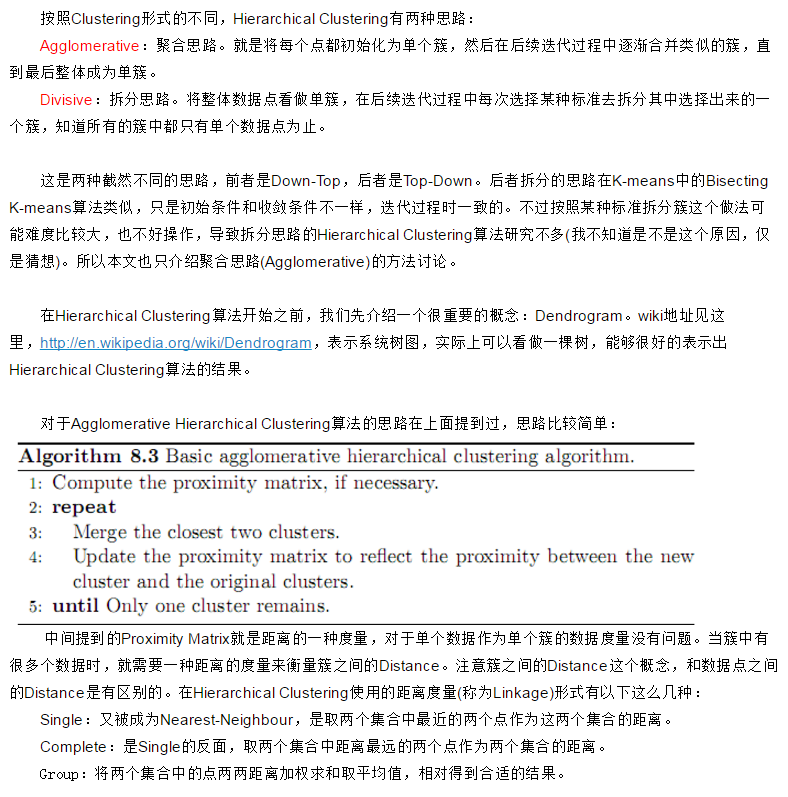 按照Clustering形式的不同，Hierarchical Clustering有两种思路：
Agglomerative：聚合思路。就是将每个点都初始化为单个簇，然后在后续迭代过程中逐渐合并类似的簇，直
到最后整体成为单簇。
Divisive：拆分思路。将整体数据点看做单簇，在后续迭代过程中每次选择某种标准去拆分其中选择出来的一
个簇，知道所有的簇中都只有单个数据点为止。
这是两种截然不同的思路，前者是Down-Top，后者是Top-Down。后者拆分的思路在K-means中的Bisecting
K-means算法类似，只是初始条件和收敛条件不一样，迭代过程时一致的。不过按照某种标准拆分簇这个做法可
能难度比较大，也不好操作，导致拆分思路的Hierarchical Clustering算法研究不多(我不知道是不是这个原因，仅
是猜想)。所以本文也只介绍聚合思路(Agglomerative)的方法讨论。
在Hierarchical Clustering算法开始之前，我们先介绍一个很重要的概念：Dendrogram。wiki地址见这
里，http://en.wikipedia.org/wiki/Dendrogram，表示系统树图，实际上可以看做一棵树，能够很好的表示出
Hierarchical Clustering算法的结果。
对于Agglomerative Hierarchical Clustering算法的思路在上面提到过，思路比较简单：
Algorithm 8.3 Basic agglomerative hierarchical clustering algorithm.
1: Compute the proximity matrix, if necessary.
2: repeat
3: Merge the closest two clusters.
4: Update the proximity matrix to reflect the proximity between the new
cluster and the original clusters.
5: until Only one cluster remains.
中间提到的Proximity Matrix就是距离的一种度量，对于单个数据作为单个簇的数据度量没有问题。当簇中有
很多个数据时，就需要一种距离的度量来衡量簇之间的Distance。注意簇之间的Distance这个概念，和数据点之间
的Distance是有区别的。在Hierarchical Clustering使用的距离度量(称为Linkage)形式有以下这么几种：
Single：又被成为Nearest-Neighbour，是取两个集合中最近的两个点作为这两个集合的距离。
Complete：是Single的反面，取两个集合中距离最远的两个点作为两个集合的距离。
Group：将两个集合中的点两两距离加权求和取平均值，相对得到合适的结果。